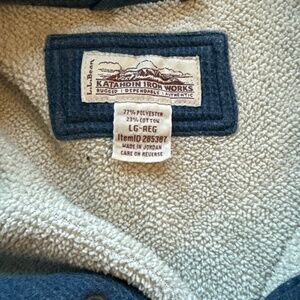 L.L.Bean
KATAHDIN IRON WORKS
RUGGED | DEPENDABLE | AUTHENTIC
77% POLYESTER
23% COTTON
LG-REG
ItemID 285387
MADE IN JORDAN
CARE ON REVERSE